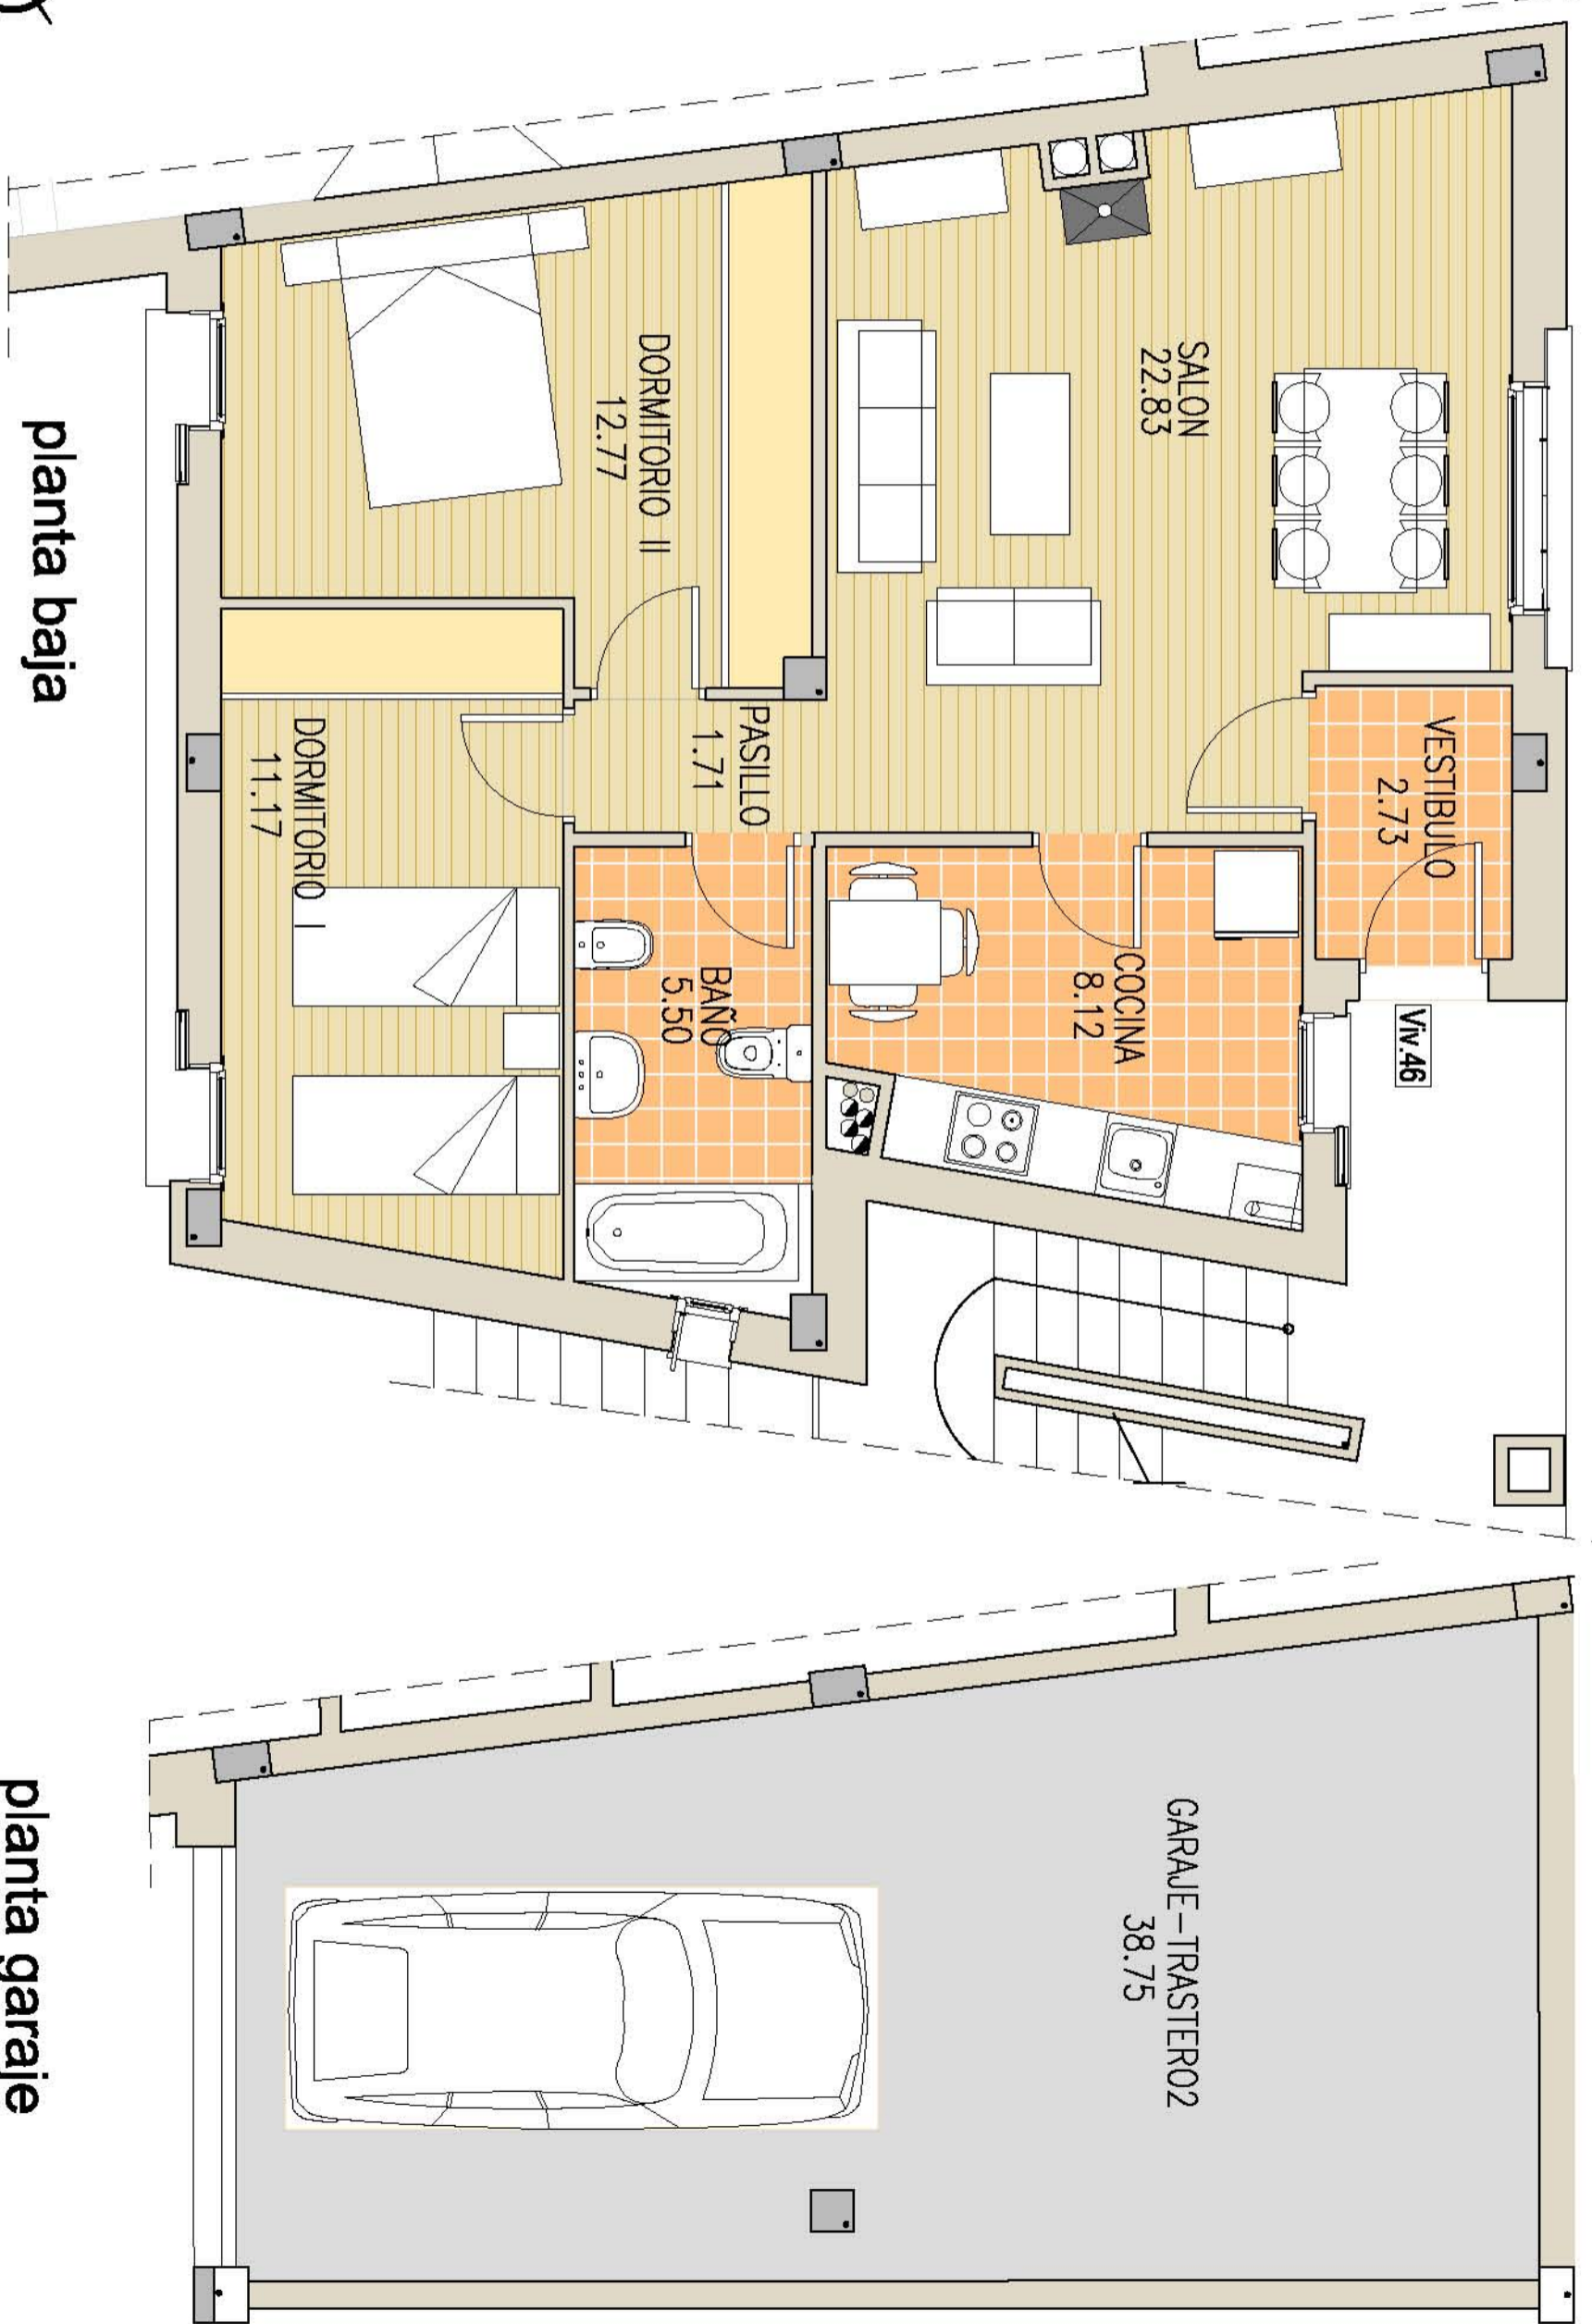 SALON
22.83
VESTIBULO
2.73
DORMITORIO II
12.77
PASILLO
1.71
COCINA
8.12
Viv.46
DORMITORIO I
11.17
BAÑO
5.50
planta baja
GARAJE-TRASTERO2
38.75
planta garaje